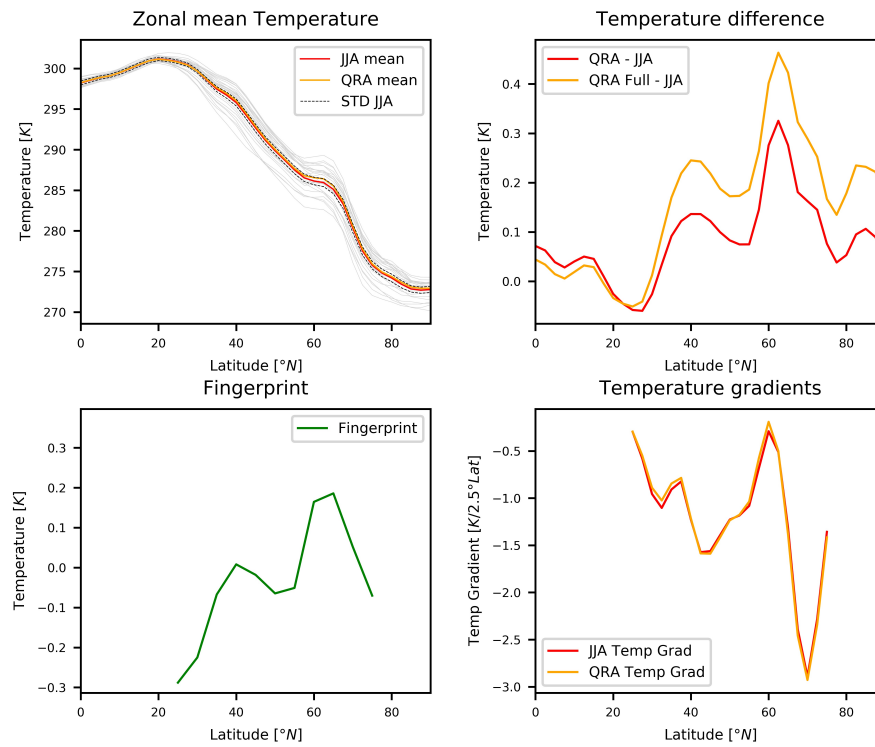 Zonal mean Temperature
Temperature [K]
300
295
290
285
280
275
270
JJA mean
QRA mean
STD JJA
0
20
40
60
80
Latitude [°N]
Temperature difference
Temperature [K]
0.4
0.3
0.2
0.1
0.0
QRA - JJA
QRA Full - JJA
0
20
40
60
80
Latitude [°N]
Fingerprint
Temperature [K]
0.3
0.2
0.1
0.0
−0.1
−0.2
−0.3
Fingerprint
0
20
40
60
80
Latitude [°N]
Temperature gradients
Temp Gradient [K/2.5°Lat]
−0.5
−1.0
−1.5
−2.0
−2.5
−3.0
JJA Temp Grad
QRA Temp Grad
0
20
40
60
80
Latitude [°N]